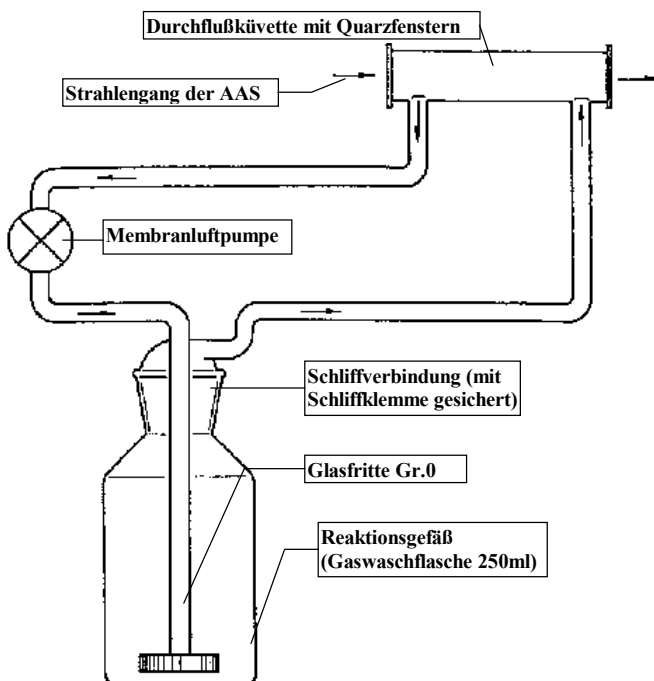 Durchflußküvette mit Quarzfenstern
Strahlengang der AAS
Membranluftpumpe
Schliffverbindung (mit
Schliffklemme gesichert)
Glasfritte Gr.0
Reaktionsgefäß
(Gaswaschflasche 250ml)